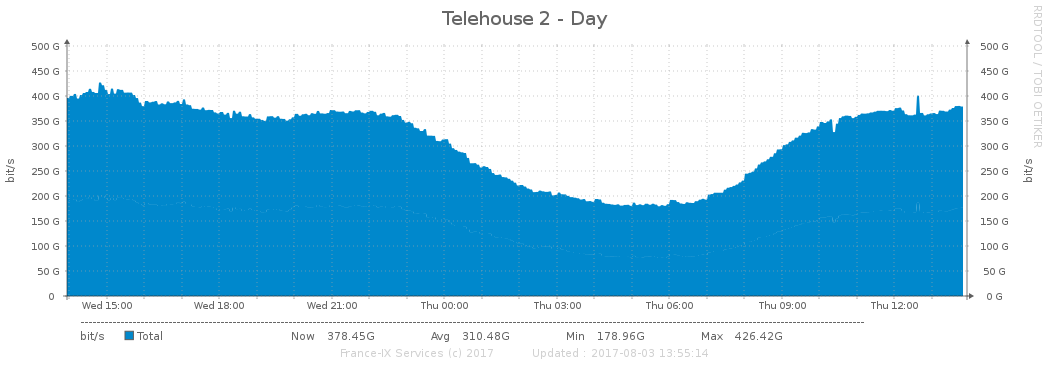 Telehouse 2 - Day
RRDTOOL / TOBI OETIKER
500 G 500 G
450 G 450 G
400 G 400 G
350 G 350 G
300 G 300 G
250 G 250 G
200 G 200 G
150 G 150 G
100 G 100 G
50 G 50 G
0 0 G
bit/s bit/s
Wed 15:00 Wed 18:00 Wed 21:00 Thu 00:00 Thu 03:00 Thu 06:00 Thu 09:00 Thu 12:00
bit/s Total Now 378.45G Avg 310.48G Min 178.96G Max 426.42G
France-IX Services (c) 2017 Updated : 2017-08-03 13:55:14